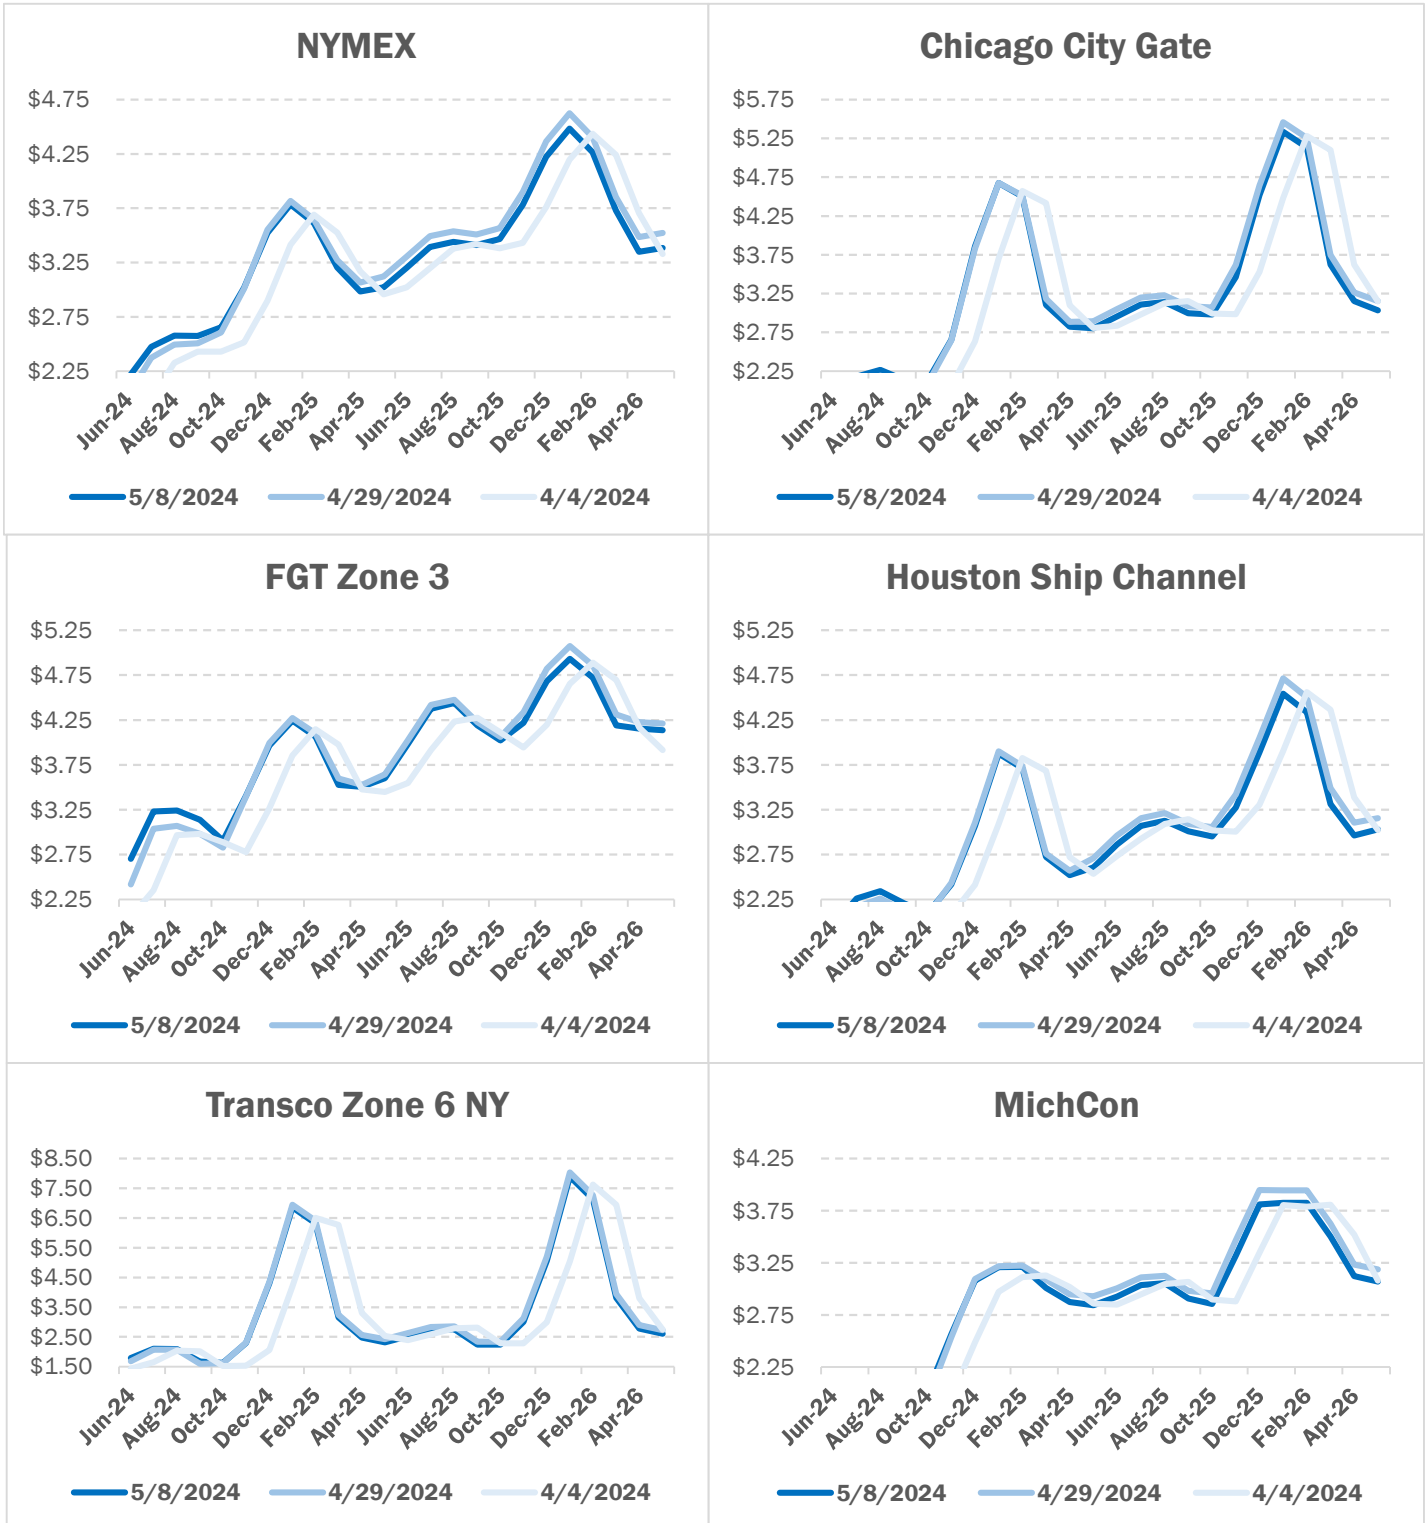 NYMEX
$4.75
$4.25
$3.75
$3.25
$2.75
$2.25
Jun-24 Aug-24 Oct-24 Dec-24 Feb-25 Apr-25 Jun-25 Aug-25 Oct-25 Dec-25 Feb-26 Apr-26
5/8/2024 4/29/2024 4/4/2024
Chicago City Gate
$5.75
$5.25
$4.75
$4.25
$3.75
$3.25
$2.75
$2.25
Jun-24 Aug-24 Oct-24 Dec-24 Feb-25 Apr-25 Jun-25 Aug-25 Oct-25 Dec-25 Feb-26 Apr-26
5/8/2024 4/29/2024 4/4/2024
FGT Zone 3
$5.25
$4.75
$4.25
$3.75
$3.25
$2.75
$2.25
Jun-24 Aug-24 Oct-24 Dec-24 Feb-25 Apr-25 Jun-25 Aug-25 Oct-25 Dec-25 Feb-26 Apr-26
5/8/2024 4/29/2024 4/4/2024
Houston Ship Channel
$5.25
$4.75
$4.25
$3.75
$3.25
$2.75
$2.25
Jun-24 Aug-24 Oct-24 Dec-24 Feb-25 Apr-25 Jun-25 Aug-25 Oct-25 Dec-25 Feb-26 Apr-26
5/8/2024 4/29/2024 4/4/2024
Transco Zone 6 NY
$8.50
$7.50
$6.50
$5.50
$4.50
$3.50
$2.50
$1.50
Jun-24 Aug-24 Oct-24 Dec-24 Feb-25 Apr-25 Jun-25 Aug-25 Oct-25 Dec-25 Feb-26 Apr-26
5/8/2024 4/29/2024 4/4/2024
MichCon
$4.25
$3.75
$3.25
$2.75
$2.25
Jun-24 Aug-24 Oct-24 Dec-24 Feb-25 Apr-25 Jun-25 Aug-25 Oct-25 Dec-25 Feb-26 Apr-26
5/8/2024 4/29/2024 4/4/2024